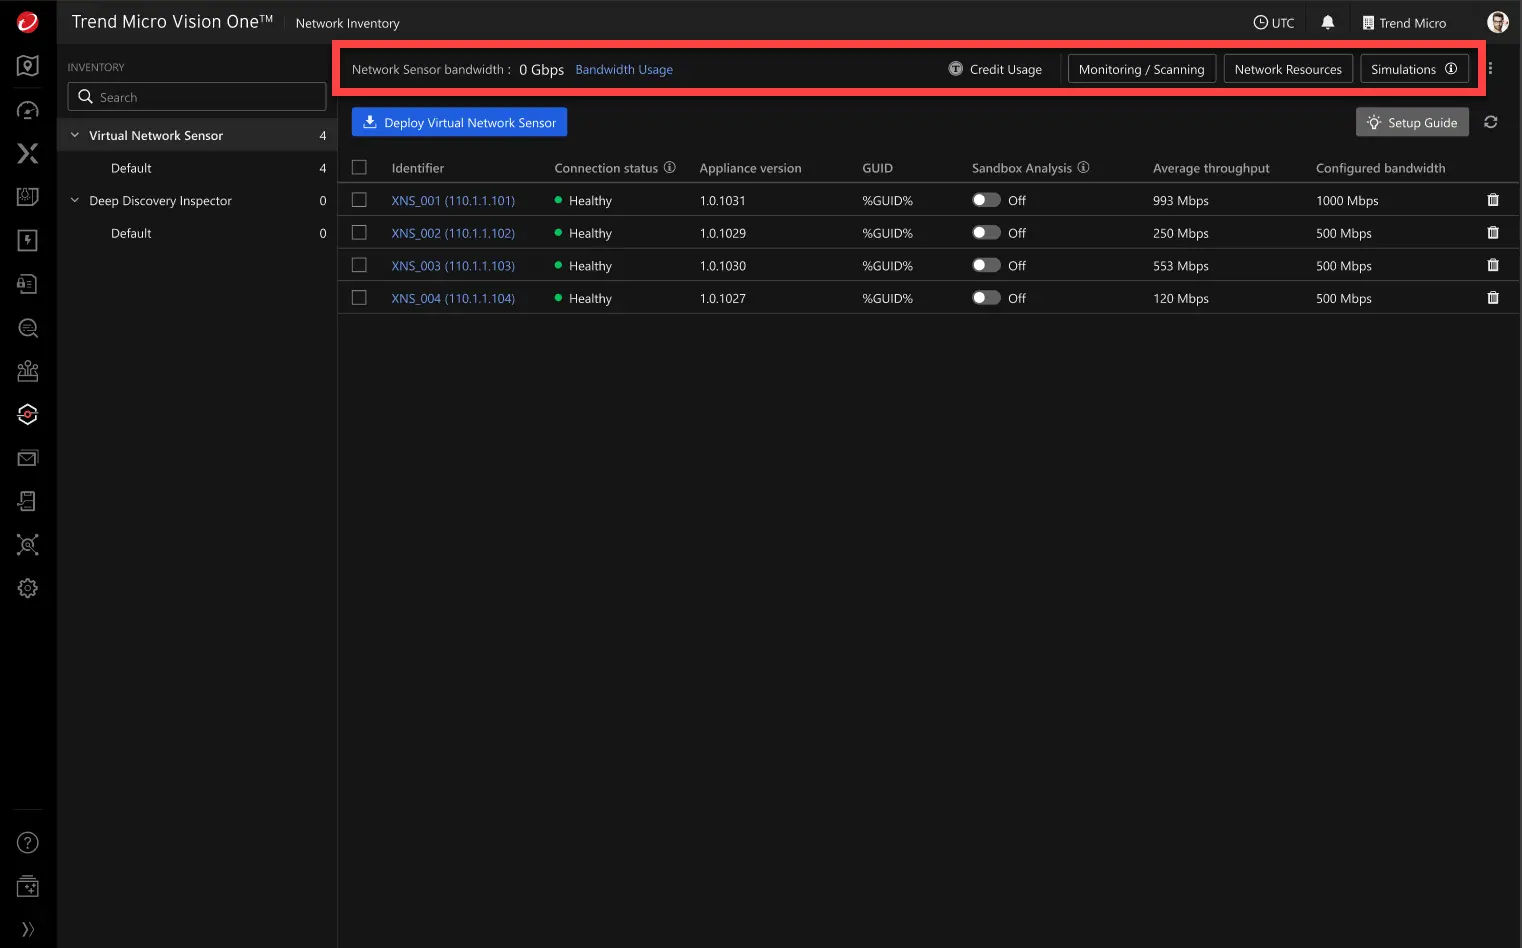 Trend Micro Vision One™ Network Inventory UTC Trend Micro
INVENTORY
Search
Virtual Network Sensor 4
Default 4
Deep Discovery Inspector 0
Default 0
Network Sensor bandwidth : 0 Gbps Bandwidth Usage Credit Usage Monitoring / Scanning Network Resources Simulations
Deploy Virtual Network Sensor Setup Guide
Identifier Connection status Appliance version GUID Sandbox Analysis Average throughput Configured bandwidth
XNS_001 (110.1.1.101) Healthy 1.0.1031 %GUID% Off 993 Mbps 1000 Mbps
XNS_002 (110.1.1.102) Healthy 1.0.1029 %GUID% Off 250 Mbps 500 Mbps
XNS_003 (110.1.1.103) Healthy 1.0.1030 %GUID% Off 553 Mbps 500 Mbps
XNS_004 (110.1.1.104) Healthy 1.0.1027 %GUID% Off 120 Mbps 500 Mbps